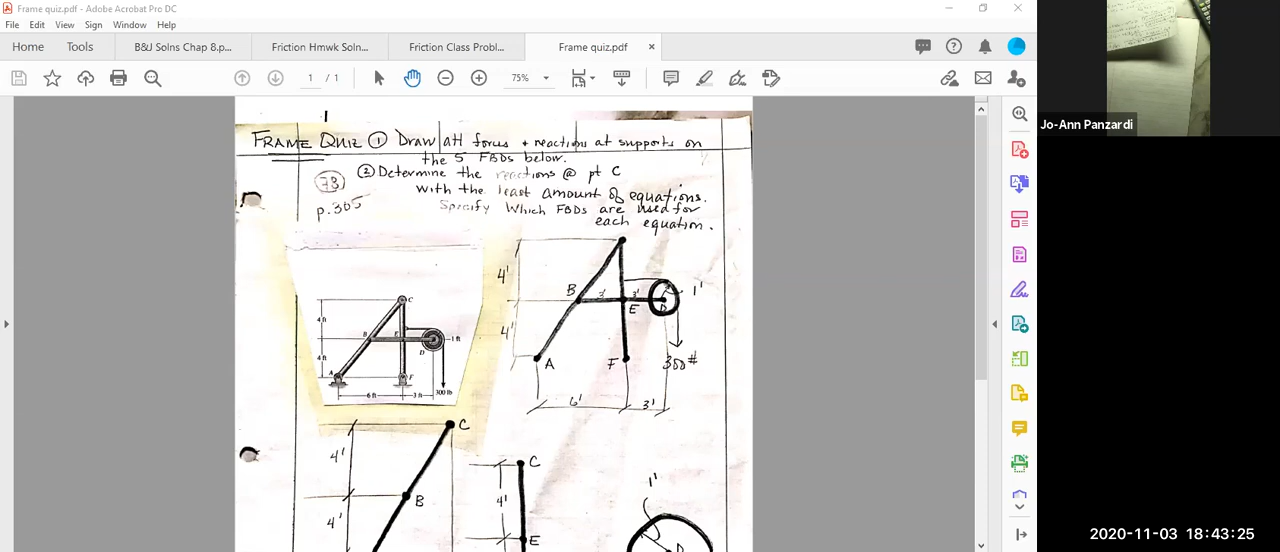 Frame quiz.pdf - Adobe Acrobat Pro DC
File Edit View Sign Window Help
Home Tools B&J Solns Chap 8.p... Friction Hmwk Soln... Friction Class Probl... Frame quiz.pdf ×
1 / 1 75%
FRAME QUIZ ① Draw all forces + reactions at supports on
the 5 FBDs below.
② Determine the reactions @ pt C
with the least amount of equations.
Specify Which FBDs are used for
each equation.
78
p.305
4'
4'
B 3' 3' 1'
E D
A F 300#
6' 3'
C
4 ft
B E
D 1 ft
4 ft
A F
6 ft 3 ft 300 lb
C
4'
B
4'
C
4'
E
1'
D
Jo-Ann Panzardi
2020-11-03 18:43:25